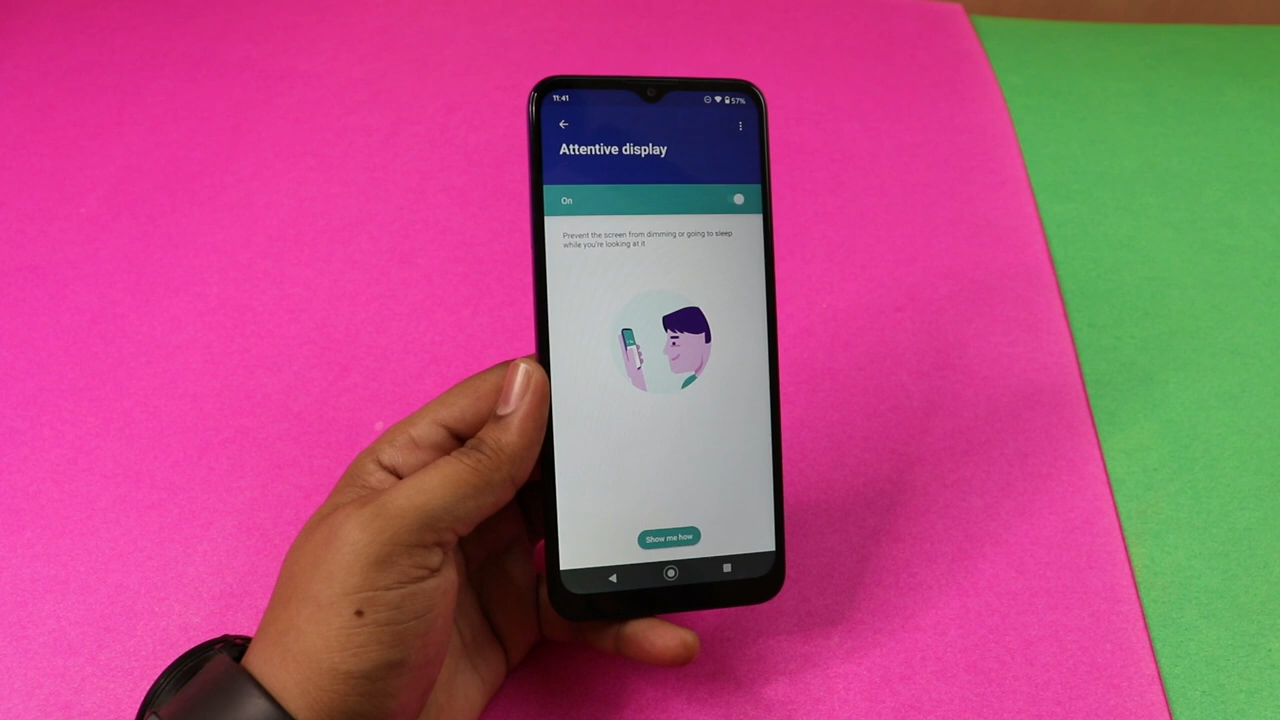 11:41
57%
Attentive display
On
Prevent the screen from dimming or going to sleep
while you're looking at it
Show me how